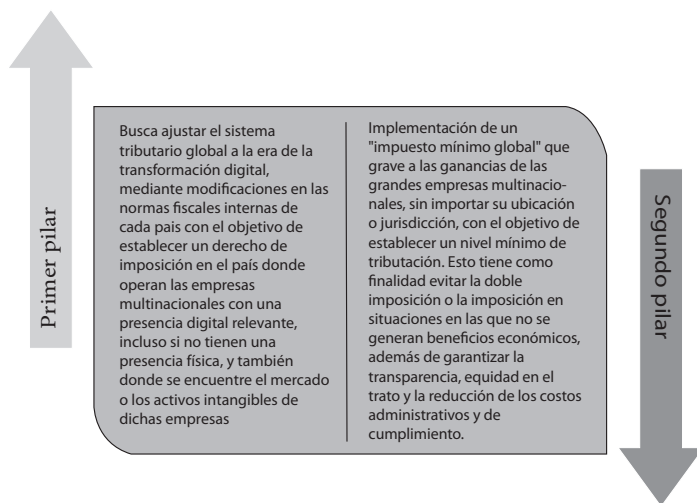 Primer pilar
Busca ajustar el sistema
tributario global a la era de la
transformación digital,
mediante modificaciones en las
normas fiscales internas de
cada pais con el objetivo de
establecer un derecho de
imposición en el país donde
operan las empresas
multinacionales con una
presencia digital relevante,
incluso si no tienen una
presencia física, y también
donde se encuentre el mercado
o los activos intangibles de
dichas empresas
Implementación de un
"impuesto mínimo global" que
grave a las ganancias de las
grandes empresas multinacio-
nales, sin importar su ubicación
o jurisdicción, con el objetivo de
establecer un nivel mínimo de
tributación. Esto tiene como
finalidad evitar la doble
imposición o la imposición en
situaciones en las que no se
generan beneficios económicos,
además de garantizar la
transparencia, equidad en el
trato y la reducción de los costos
administrativos y de
cumplimiento.
Segundo pilar